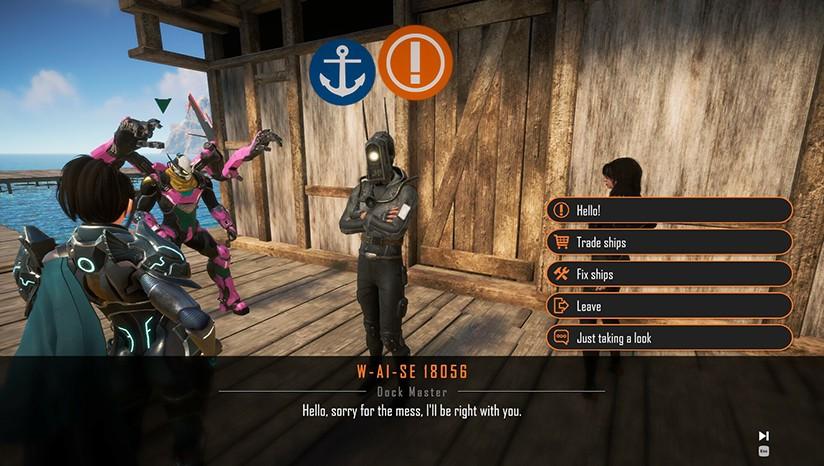 Hello!
Trade ships
Fix ships
Leave
Just taking a look
W-AI-SE 18056
Dock Master
Hello, sorry for the mess, I'll be right with you.
Esc